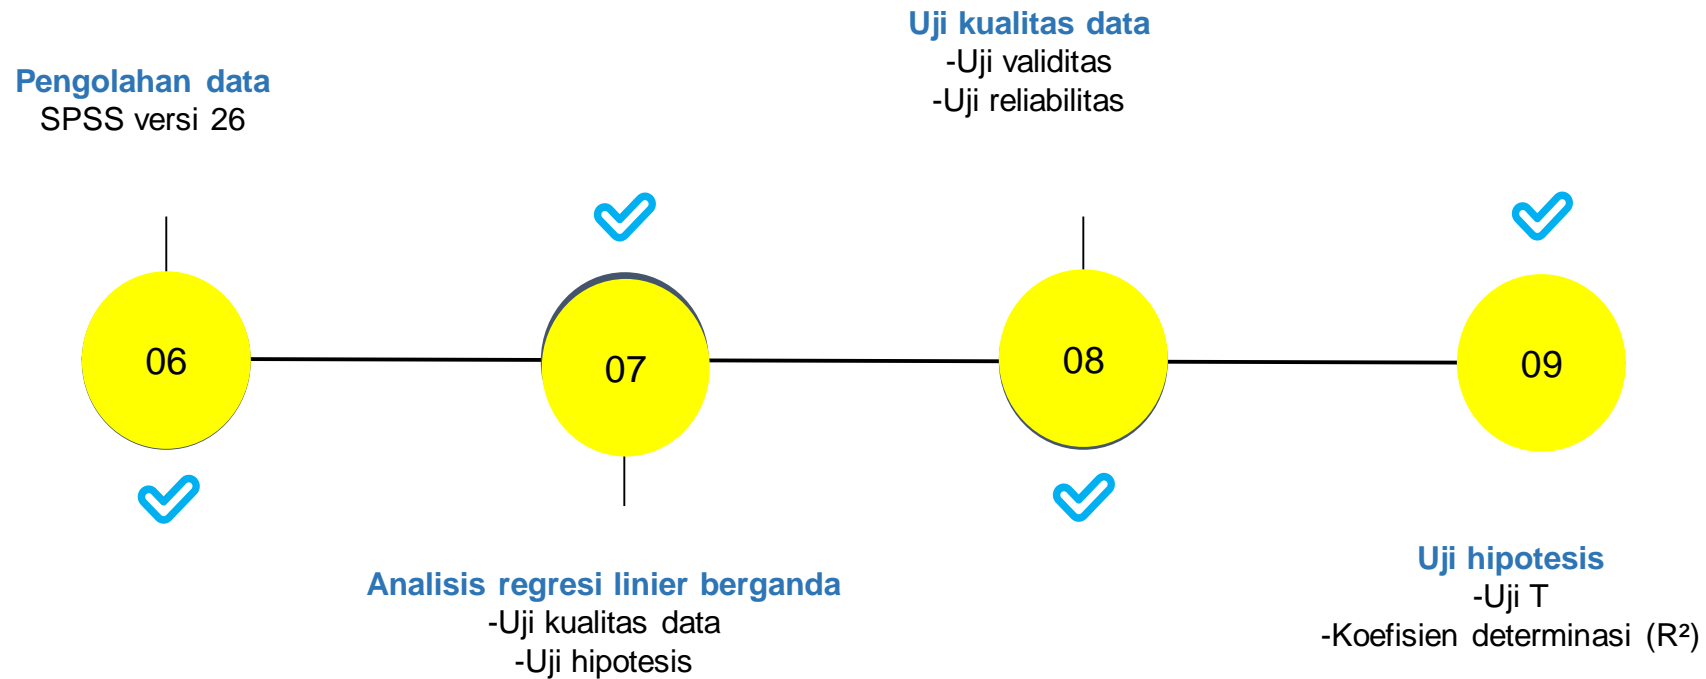 Pengolahan data
SPSS versi 26
06
Analisis regresi linier berganda
-Uji kualitas data
-Uji hipotesis
07
Uji kualitas data
-Uji validitas
-Uji reliabilitas
08
Uji hipotesis
-Uji T
-Koefisien determinasi (R²)
09